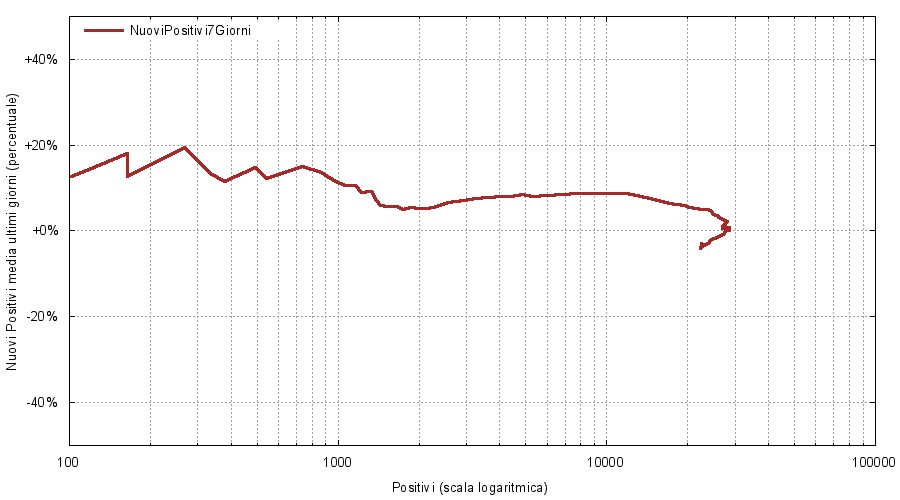 NuoviPositivi7Giorni
+40%
+20%
+0%
-20%
-40%
Nuovi Positivi media ultimi giorni (percentuale)
100 1000 10000 100000
Positivi (scala logaritmica)